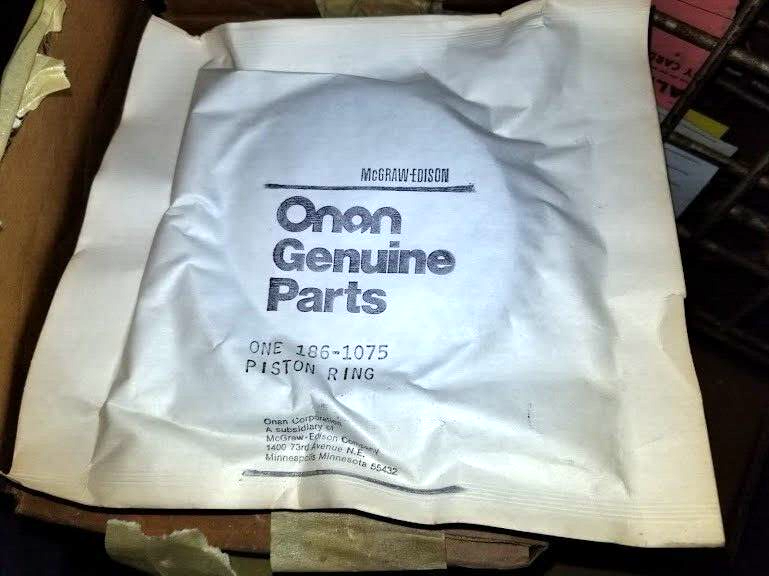 McGRAW-EDISON
Onan
Genuine
Parts
ONE 186-1075
PISTON RING
Onan Corporation
A subsidiary of
McGraw-Edison Company
1400 73rd Avenue N.E.
Minneapolis Minnesota 55432